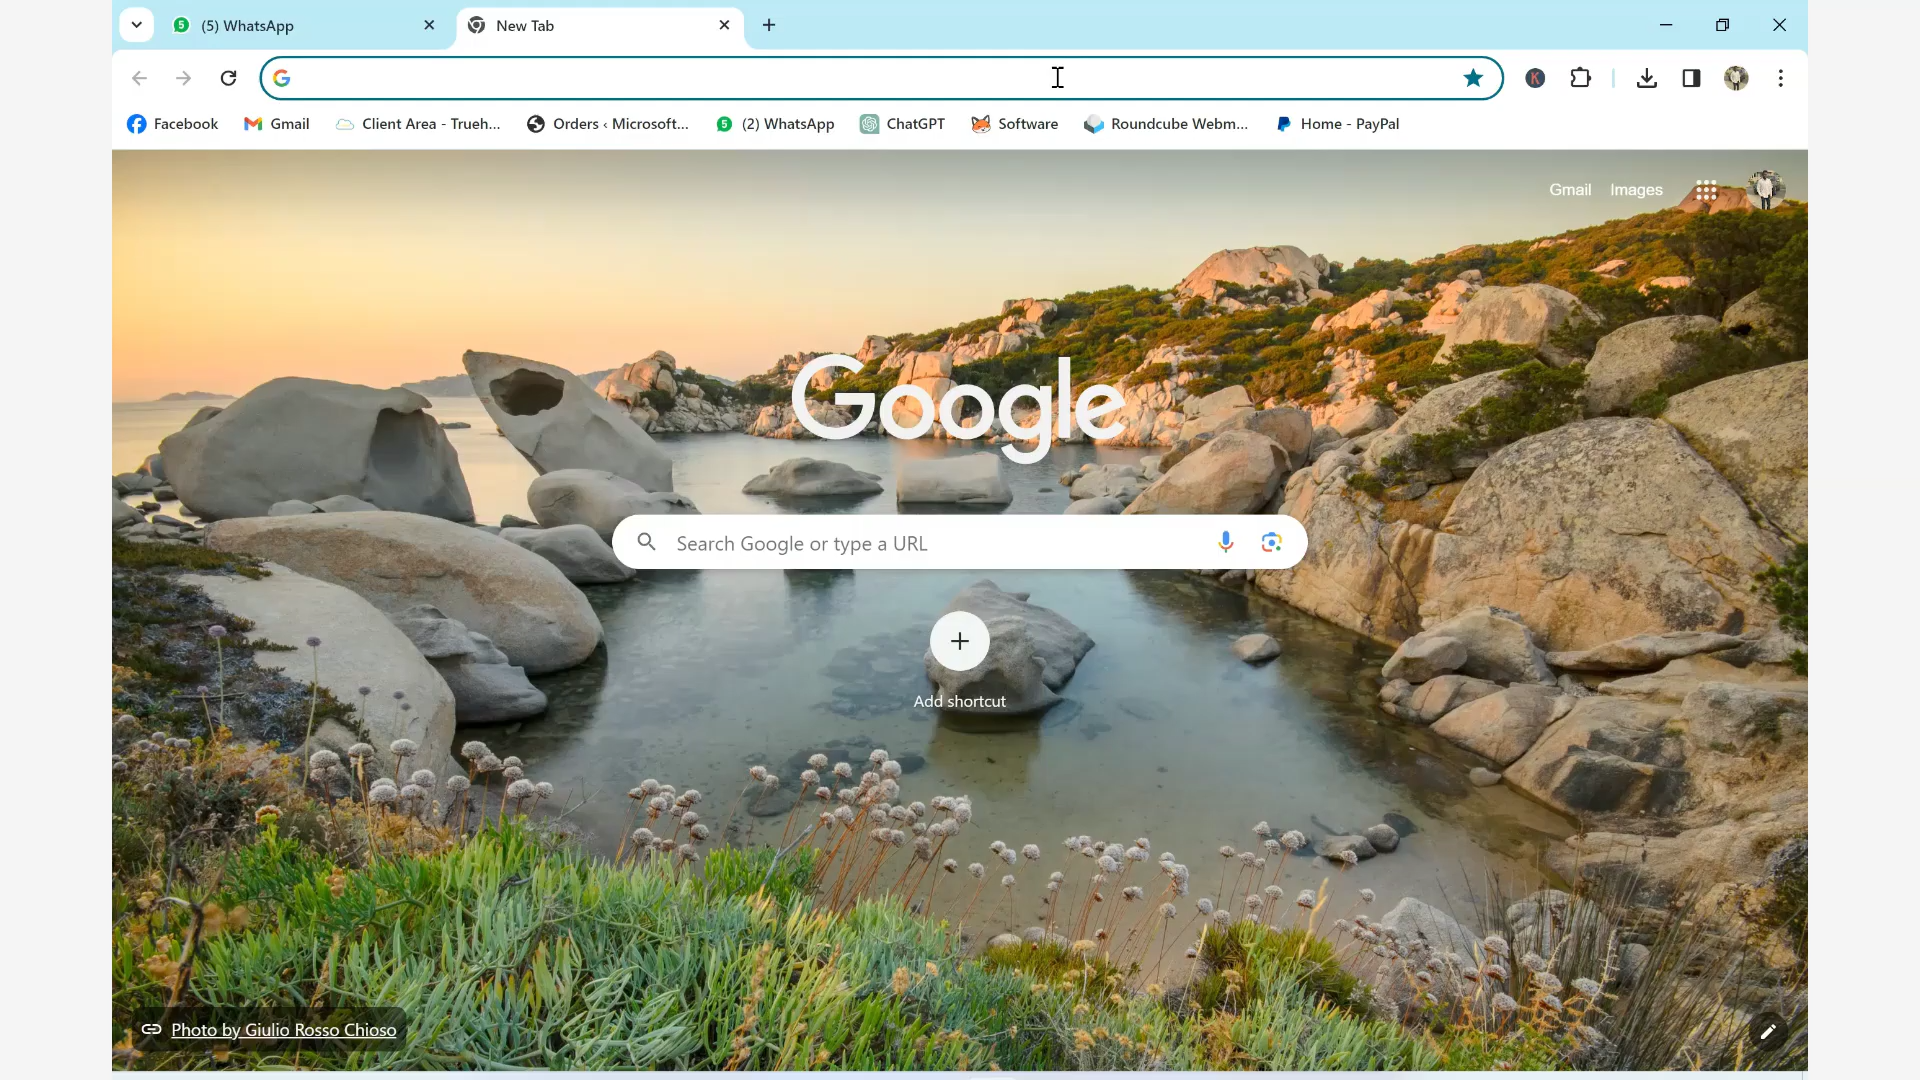 (5) WhatsApp
New Tab
Facebook
Gmail
Client Area - Trueh...
Orders ‹ Microsoft...
(2) WhatsApp
ChatGPT
Software
Roundcube Webm...
Home - PayPal
Gmail
Images
Google
Search Google or type a URL
Add shortcut
Photo by Giulio Rosso Chioso